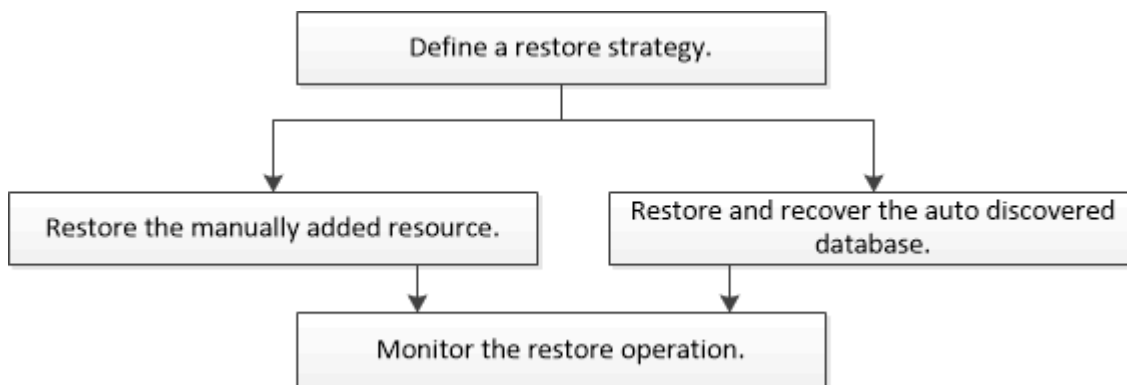 Define a restore strategy.
Restore the manually added resource.
Restore and recover the auto discovered
database.
Monitor the restore operation.